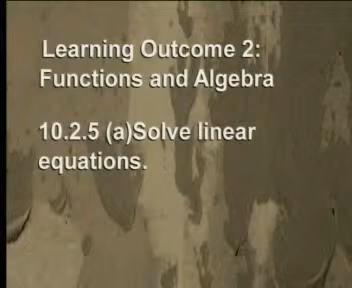 Learning Outcome 2:
Functions and Algebra
10.2.5 (a)Solve linear
equations.